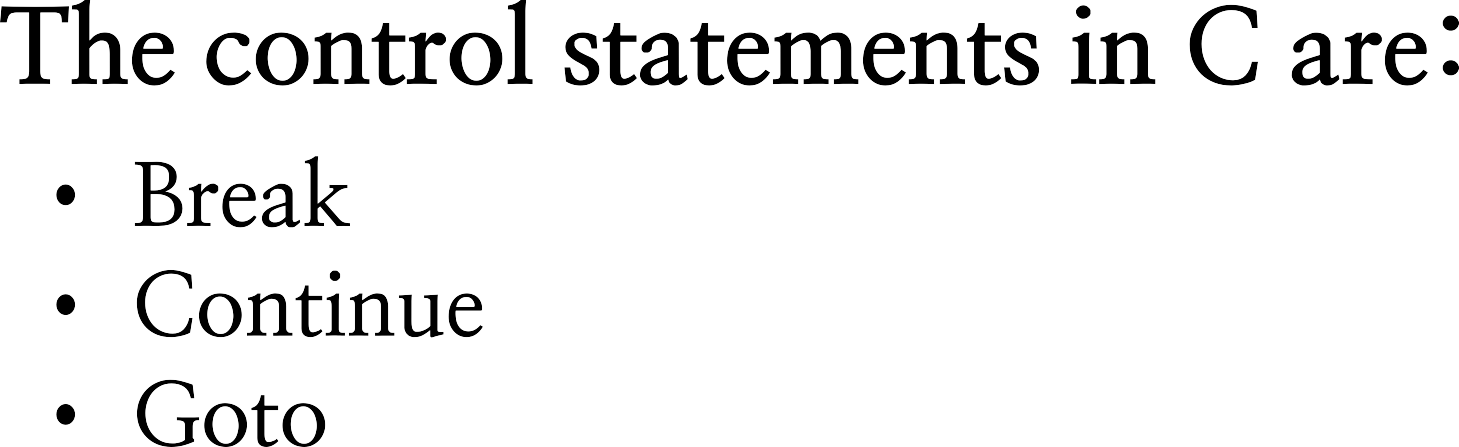 The control statements in C are:
• Break
• Continue
• Goto